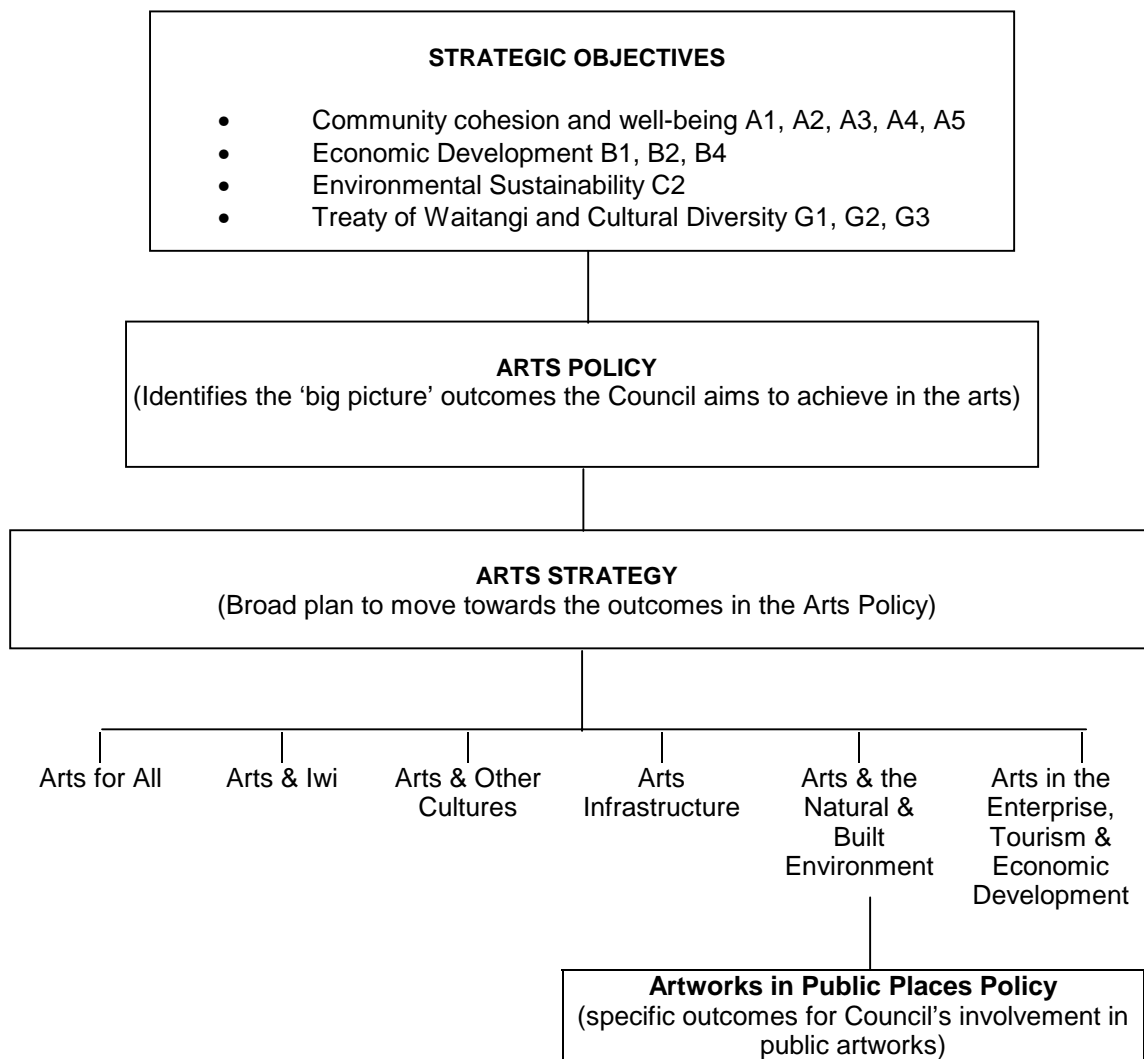 STRATEGIC OBJECTIVES
• Community cohesion and well-being A1, A2, A3, A4, A5
• Economic Development B1, B2, B4
• Environmental Sustainability C2
• Treaty of Waitangi and Cultural Diversity G1, G2, G3
ARTS POLICY
(Identifies the ‘big picture’ outcomes the Council aims to achieve in the arts)
ARTS STRATEGY
(Broad plan to move towards the outcomes in the Arts Policy)
Arts for All
Arts & Iwi
Arts & Other
Cultures
Arts
Infrastructure
Arts & the
Natural &
Built
Environment
Arts in the
Enterprise,
Tourism &
Economic
Development
Artworks in Public Places Policy
(specific outcomes for Council’s involvement in
public artworks)